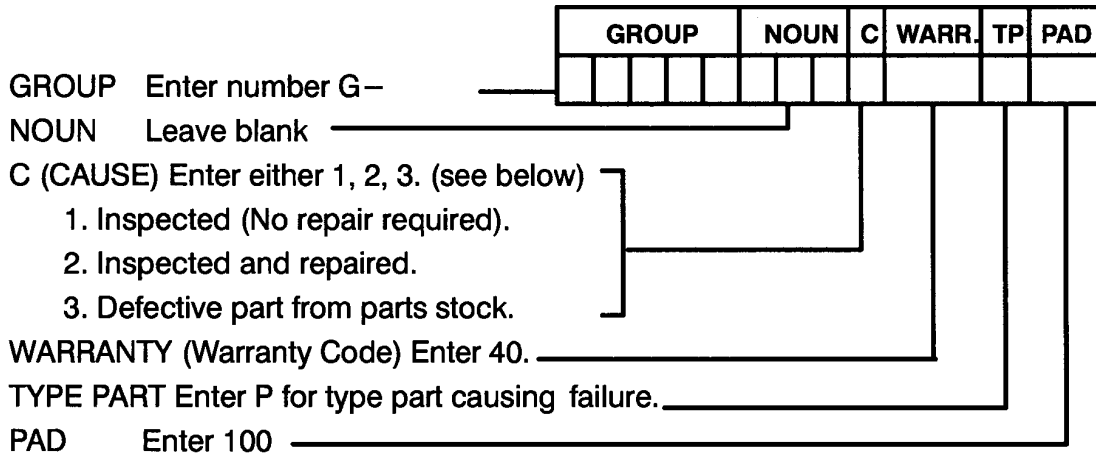 GROUP NOUN C WARR. TP PAD
GROUP Enter number G–
NOUN Leave blank
C (CAUSE) Enter either 1, 2, 3. (see below)
1. Inspected (No repair required).
2. Inspected and repaired.
3. Defective part from parts stock.
WARRANTY (Warranty Code) Enter 40.
TYPE PART Enter P for type part causing failure.
PAD Enter 100